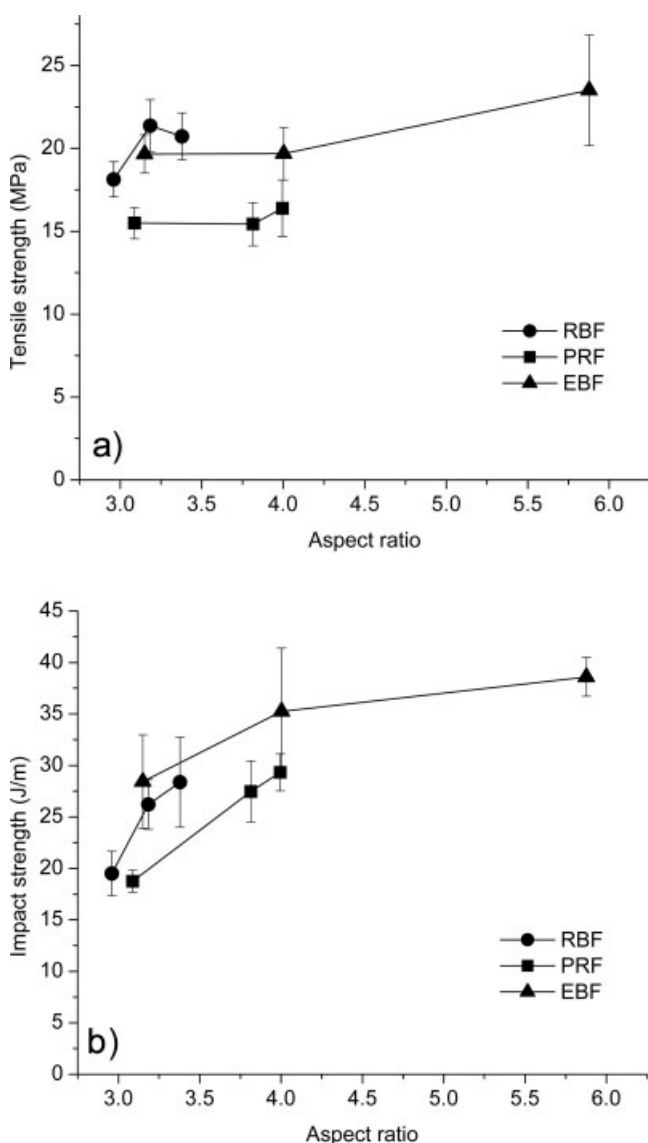 Tensile strength (MPa)
25
20
15
10
5
0
RBF
PRF
EBF
a)
3.0 3.5 4.0 4.5 5.0 5.5 6.0
Aspect ratio
Impact strength (J/m)
45
40
35
30
25
20
15
10
5
0
RBF
PRF
EBF
b)
3.0 3.5 4.0 4.5 5.0 5.5 6.0
Aspect ratio